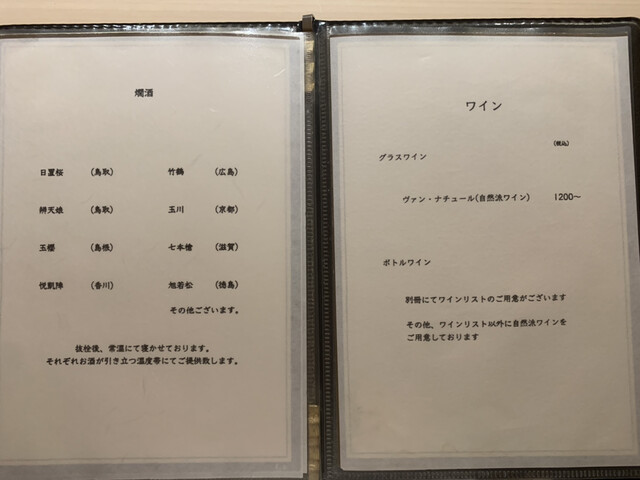 燗酒
日置桜 (鳥取) 竹鶴 (広島)
辨天娘 (鳥取) 玉川 (京都)
玉櫻 (島根) 七本槍 (滋賀)
悦凱陣 (香川) 旭若松 (徳島)
その他ございます。
抜栓後、常温にて寝かせております。
それぞれお酒が引き立つ温度帯にてご提供致します。
ワイン
(税込)
グラスワイン
ヴァン・ナチュール(自然派ワイン) 1200〜
ボトルワイン
別冊にてワインリストのご用意がございます
その他、ワインリスト以外に自然派ワインを
ご用意しております